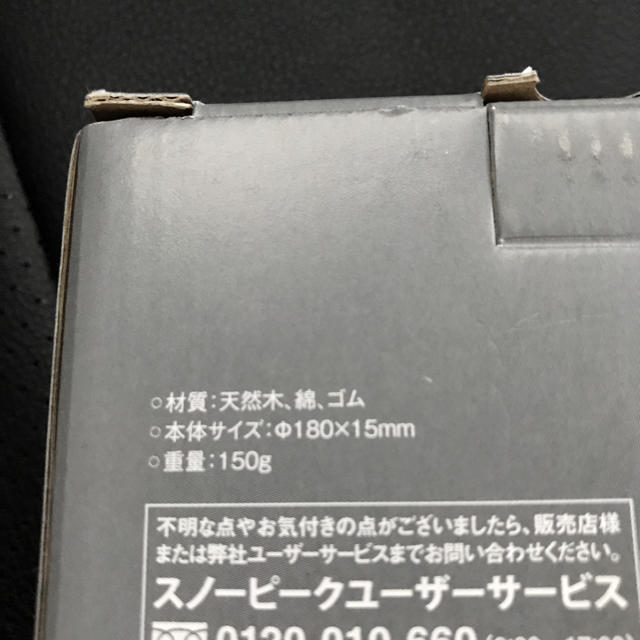 ○材質：天然木、綿、ゴム
○本体サイズ：Φ180×15mm
○重量：150g
不明な点やお気付きの点がございましたら、販売店様
または弊社ユーザーサービスまでお問い合わせください。
スノーピークユーザーサービス
0120-010-660